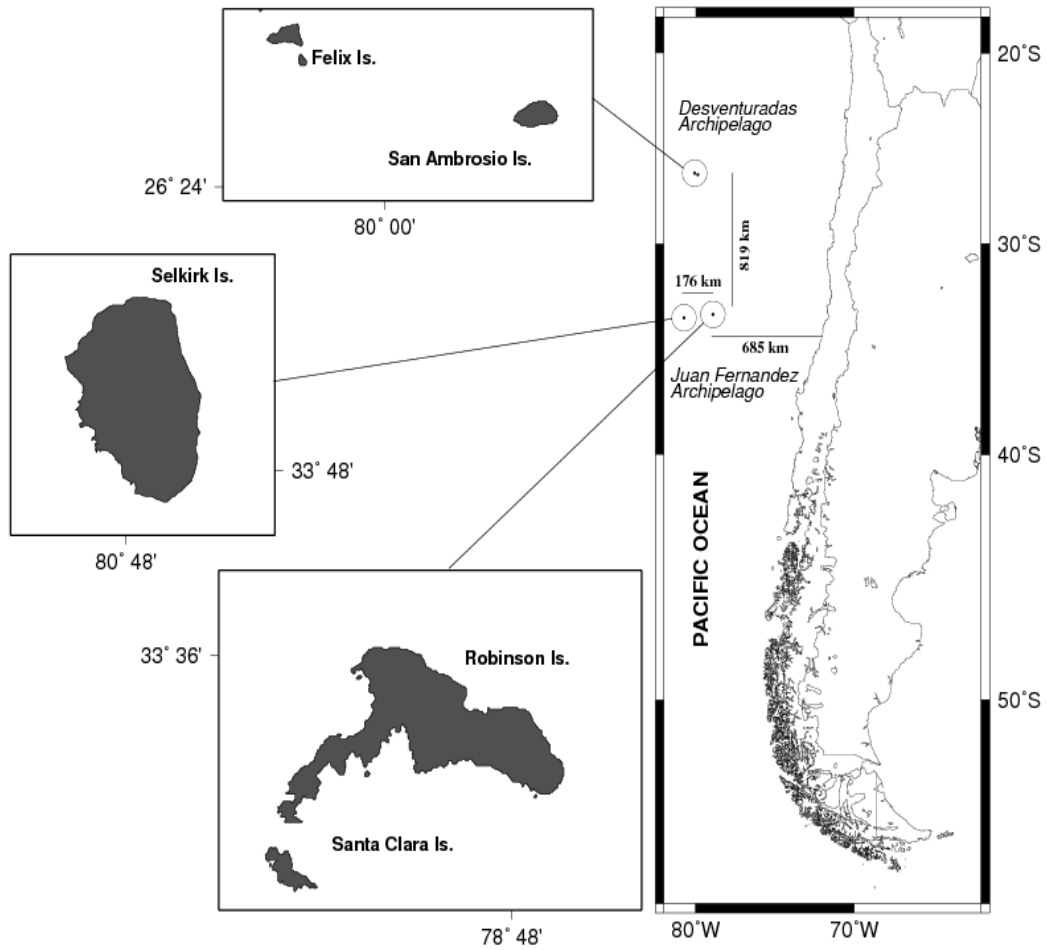 Felix Is.
San Ambrosio Is.
26° 24'
80° 00'
Selkirk Is.
33° 48'
80° 48'
33° 36'
Robinson Is.
Santa Clara Is.
78° 48'
Desventuradas
Archipelago
819 km
176 km
685 km
Juan Fernandez
Archipelago
PACIFIC OCEAN
20°S
30°S
40°S
50°S
80°W
70°W